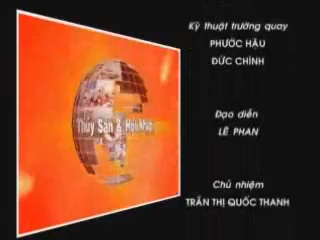 Thủy Sản & Hội Nhập
Kỹ thuật trường quay
PHƯỚC HẬU
ĐỨC CHÍNH
Đạo diễn
LÊ PHAN
Chủ nhiệm
TRẦN THỊ QUỐC THANH